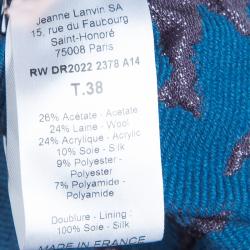 Jeanne Lanvin SA
15, rue du Faubourg
Saint-Honoré
75008 Paris
RW DR2022 2378 A14
T.38
26% Acétate - Acetate
24% Laine - Wool
24% Acrylique - Acrylic
10% Soie - Silk
9% Polyester -
Polyester
7% Polyamide -
Polyamide
Doublure - Lining :
100% Soie - Silk
MADE IN FRANCE